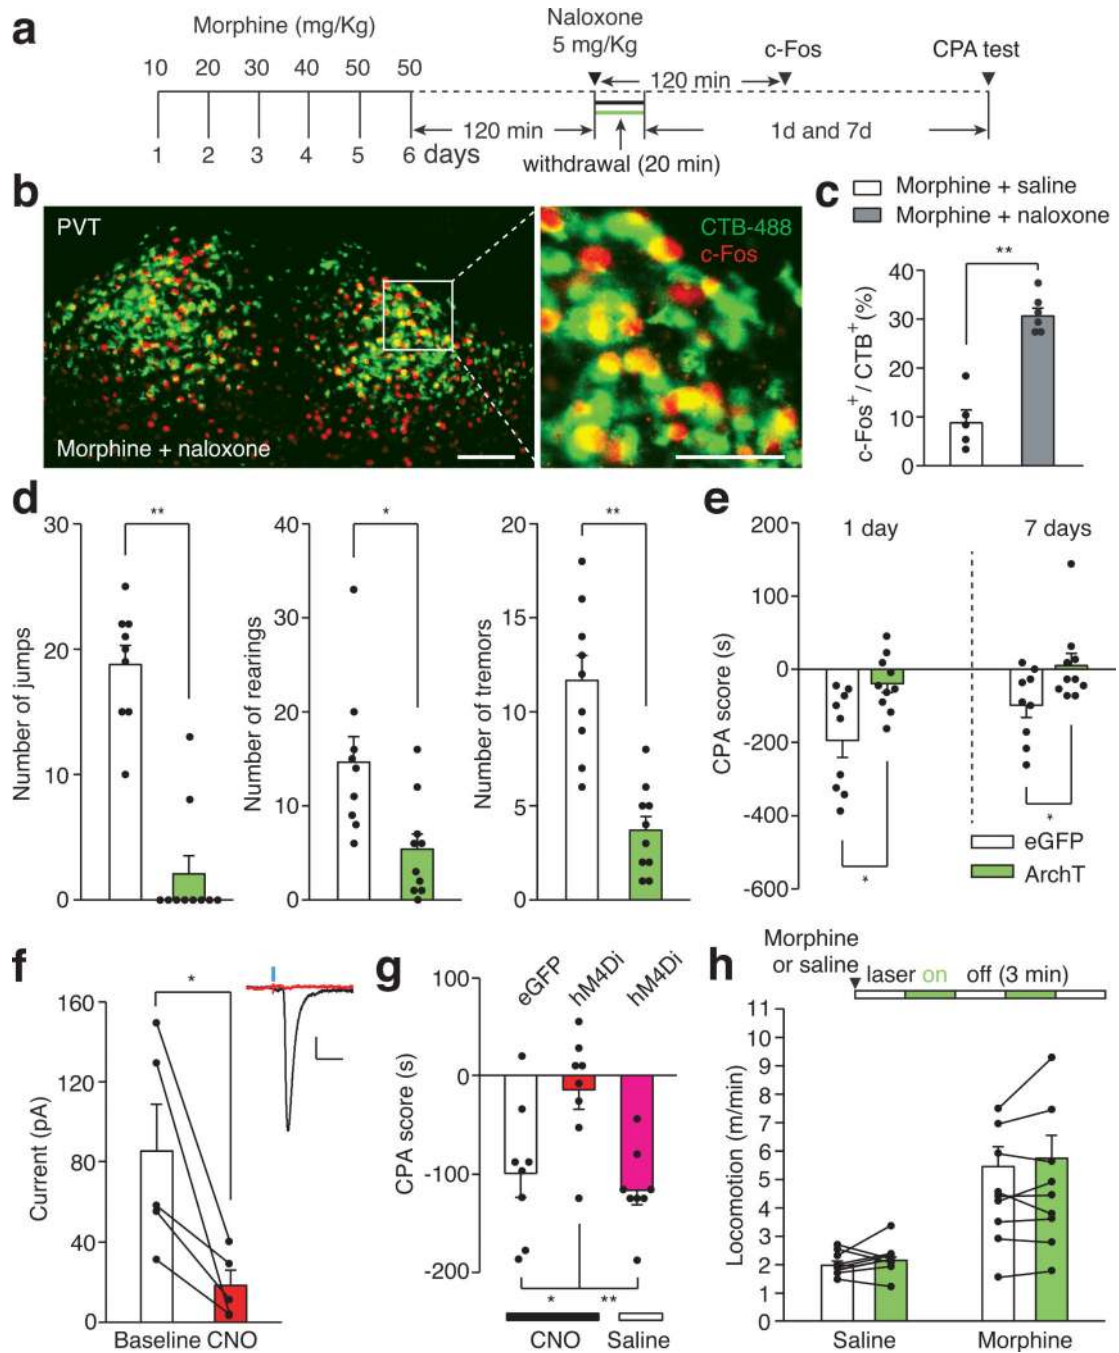 a
Morphine (mg/Kg)
Naloxone
5 mg/Kg
c-Fos
CPA test
10 20 30 40 50 50
120 min
120 min
1d and 7d
1 2 3 4 5 6 days
withdrawal (20 min)
b
PVT
Morphine + naloxone
CTB-488
c-Fos
c
Morphine + saline
Morphine + naloxone
**
c-Fos+ / CTB+ (%)
40
30
20
10
0
d
Number of jumps
30
20
10
0
**
Number of rearings
40
30
20
10
0
*
Number of tremors
20
15
10
5
0
**
e
CPA score (s)
200
0
-200
-400
-600
1 day
7 days
*
*
eGFP
ArchT
f
Current (pA)
160
120
80
40
0
*
Baseline CNO
g
CPA score (s)
100
0
-100
-200
eGFP
hM4Di
hM4Di
* **
CNO Saline
h
Morphine
or saline
laser on off (3 min)
Locomotion (m/min)
11
10
9
8
7
6
5
4
3
2
1
0
Saline Morphine